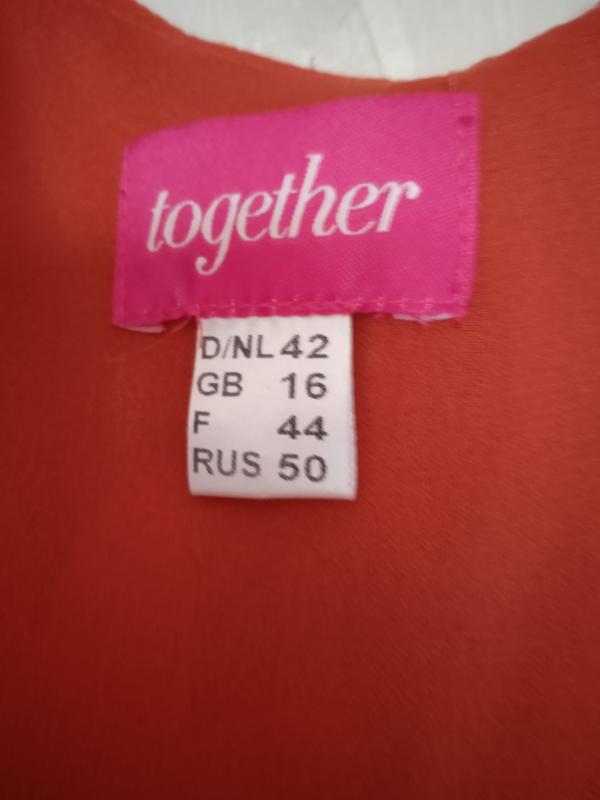 together
D/NL 42
GB 16
F 44
RUS 50